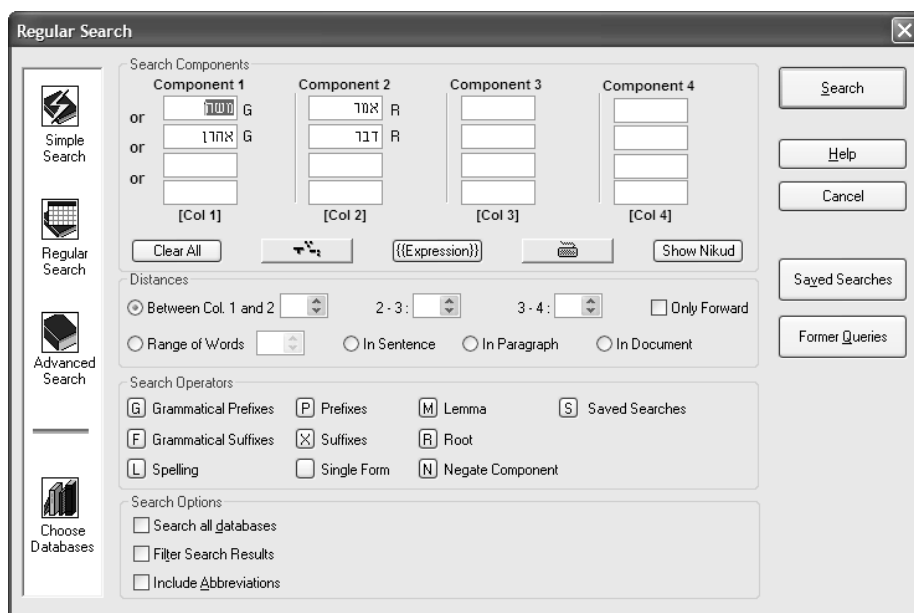 Regular Search
Simple Search
Regular Search
Advanced Search
Choose Databases
Search Components
Component 1 Component 2 Component 3 Component 4
משה G אמר R
or
אהרן G דבר R
or
or
[Col 1] [Col 2] [Col 3] [Col 4]
Clear All {{Expression}} Show Nikud
Distances
Between Col. 1 and 2 2 - 3 : 3 - 4 : Only Forward
Range of Words In Sentence In Paragraph In Document
Search Operators
G Grammatical Prefixes P Prefixes M Lemma S Saved Searches
F Grammatical Suffixes X Suffixes R Root
L Spelling Single Form N Negate Component
Search Options
Search all databases
Filter Search Results
Include Abbreviations
Search
Help
Cancel
Saved Searches
Former Queries